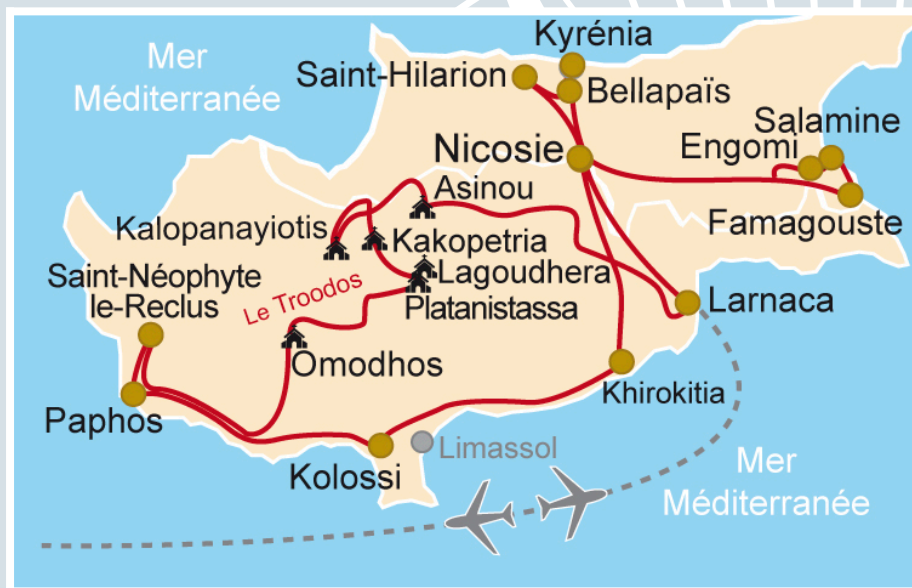 Mer
Méditerranée
Kyrénia
Saint-Hilarion
Bellapaïs
Salamine
Nicosie
Engomi
Asinou
Famagouste
Kalopanayiotis
Kakopetria
Saint-Néophyte
le-Reclus
Lagoudhera
Le Troodos
Platanistassa
Larnaca
Omodhos
Khirokitia
Paphos
Limassol
Kolossi
Mer
Méditerranée